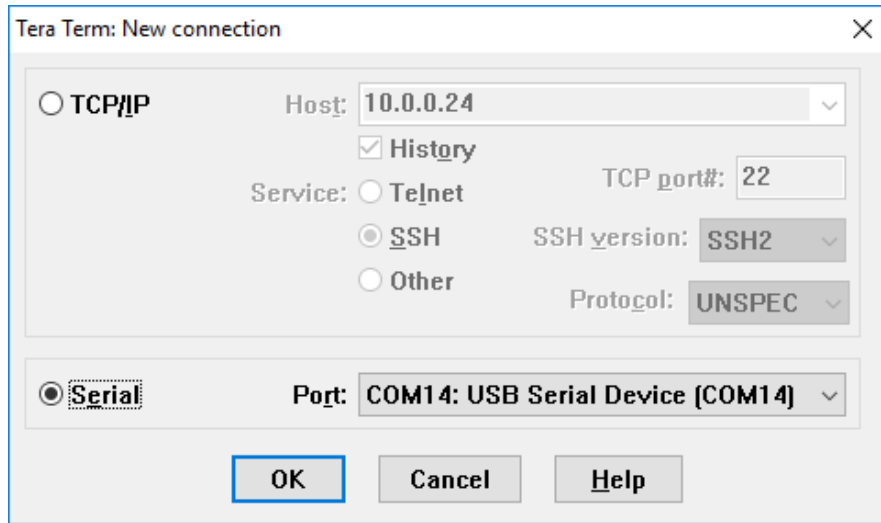 Tera Term: New connection
TCP/IP Host: 10.0.0.24
History
Service: Telnet TCP port#: 22
SSH SSH version: SSH2
Other Protocol: UNSPEC
Serial Port: COM14: USB Serial Device (COM14)
OK Cancel Help